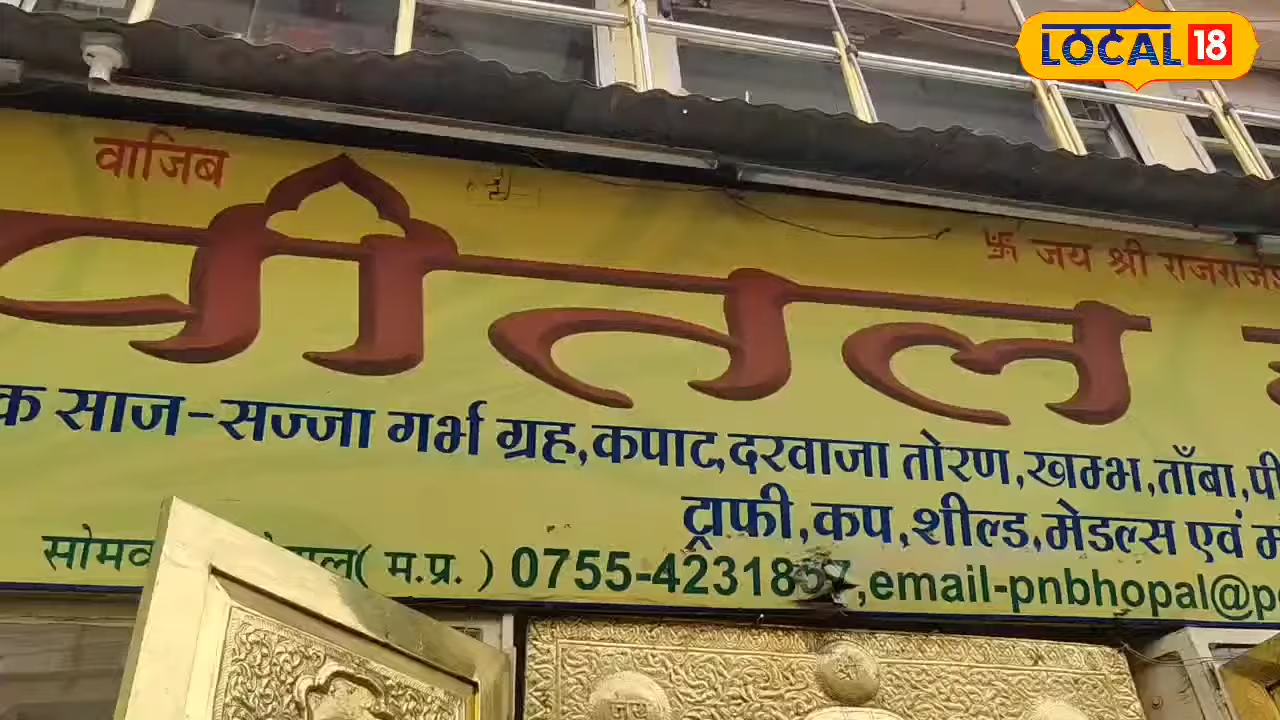 LOCAL 18
वाजिब
卐 जय श्री राजराजे
पीतल
क साज-सज्जा गर्भ ग्रह,कपाट,दरवाजा तोरण,खम्भ,ताँबा,पी
ट्राफी,कप,शील्ड,मेडल्स एवं
( म.प्र. ) 0755-4231857,email-pnbhopal@p